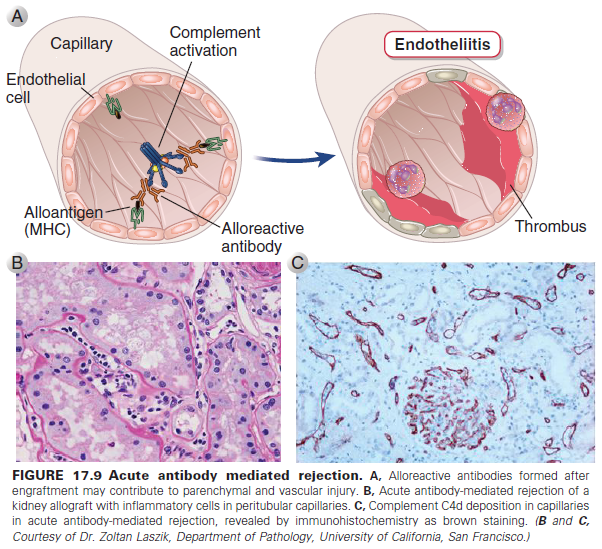 A
Capillary
Complement
activation
Endothelial
cell
Alloantigen
(MHC)
Alloreactive
antibody
Endotheliitis
Thrombus
B
C
FIGURE 17.9 Acute antibody mediated rejection. A, Alloreactive antibodies formed after
engraftment may contribute to parenchymal and vascular injury. B, Acute antibody-mediated rejection of a
kidney allograft with inflammatory cells in peritubular capillaries. C, Complement C4d deposition in capillaries
in acute antibody-mediated rejection, revealed by immunohistochemistry as brown staining. (B and C,
Courtesy of Dr. Zoltan Laszik, Department of Pathology, University of California, San Francisco.)